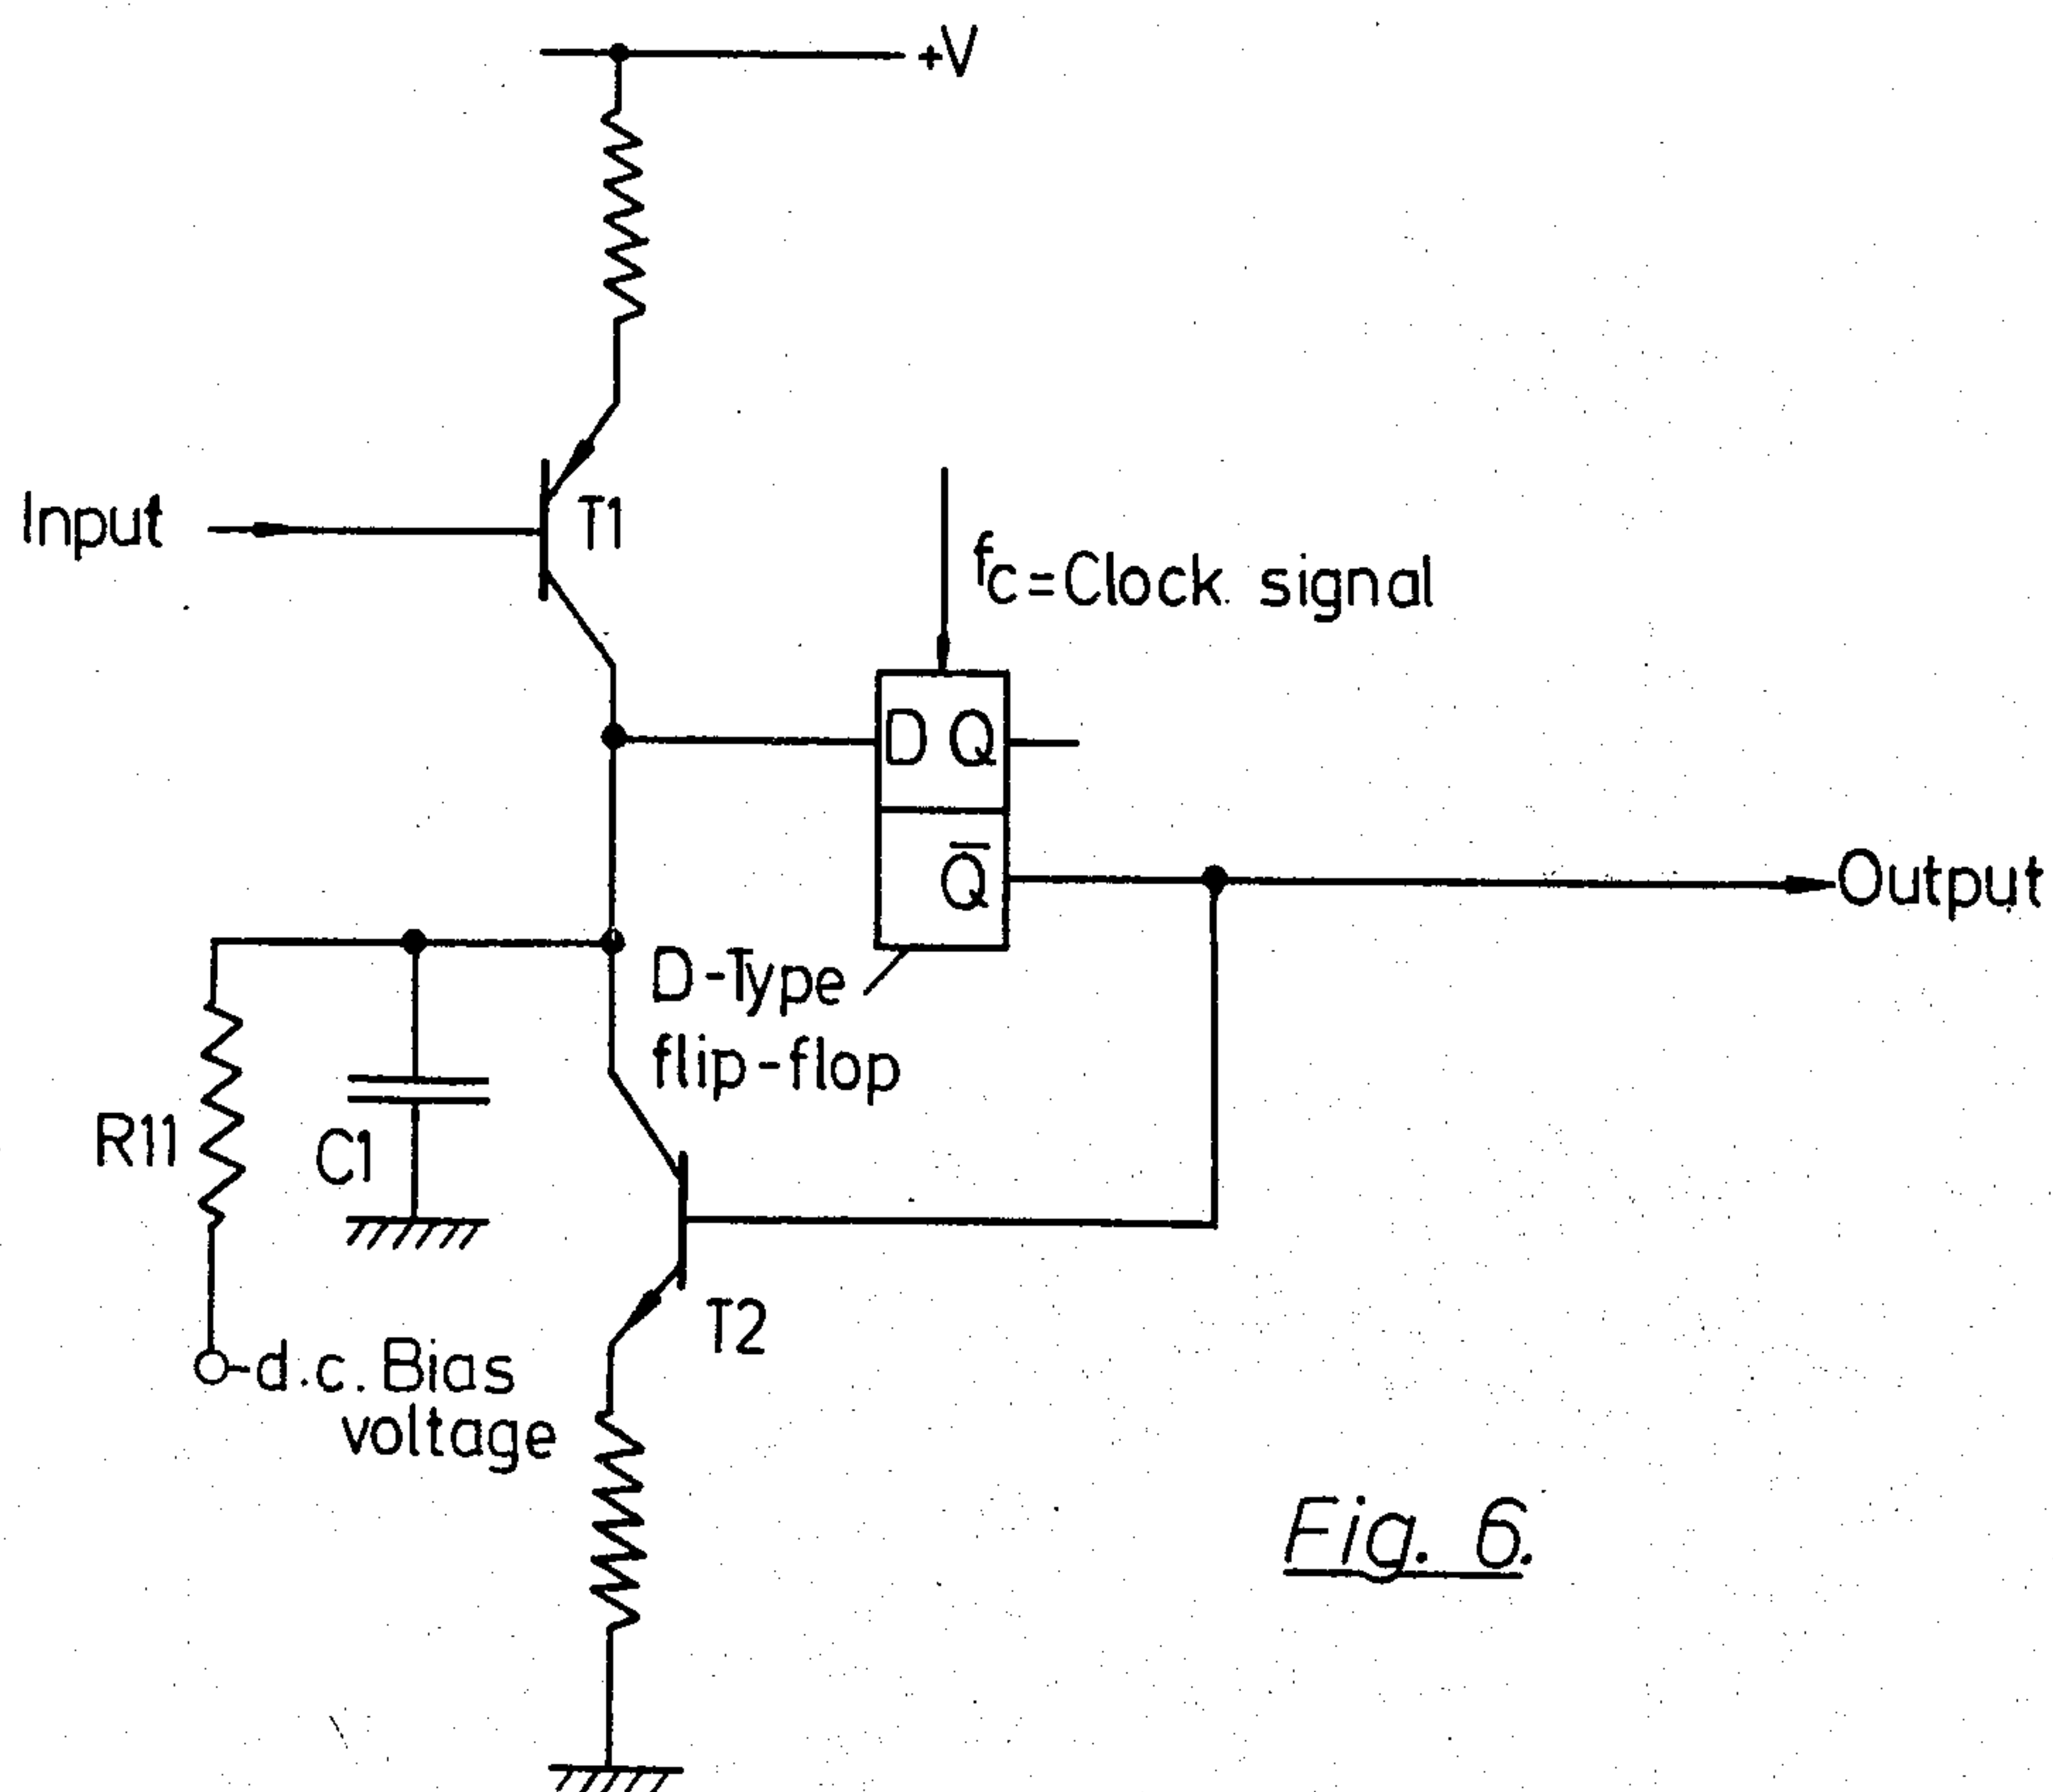 +V
Input
T1
fc=Clock signal
D Q
Q̅
Output
D-Type
flip-flop
R11
C1
T2
d.c. Bias
voltage
Fig. 6.